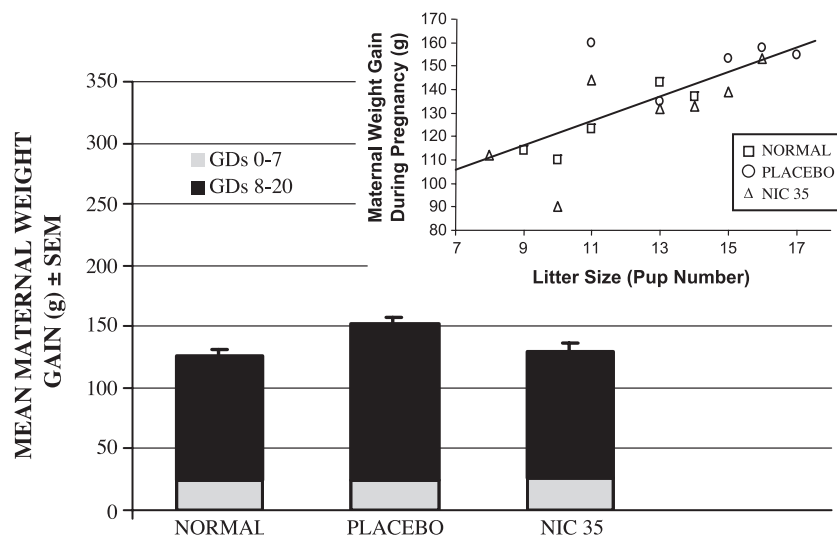 MEAN MATERNAL WEIGHT
GAIN (g) ± SEM
350
300
250
200
150
100
50
0
GDs 0-7
GDs 8-20
NORMAL
PLACEBO
NIC 35
Maternal Weight Gain
During Pregnancy (g)
170
160
150
140
130
120
110
100
90
80
7
9
11
13
15
17
Litter Size (Pup Number)
NORMAL
PLACEBO
NIC 35